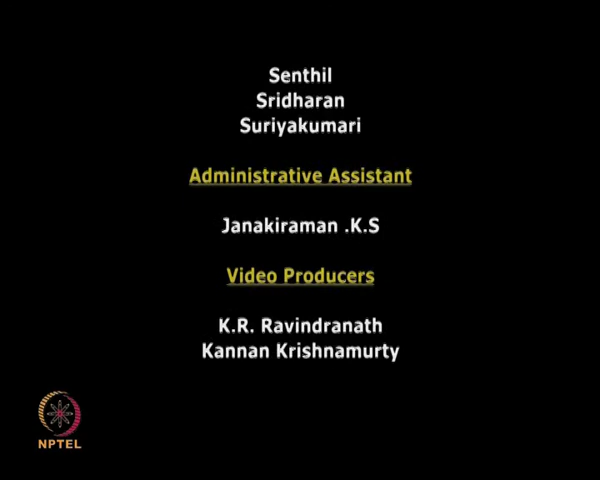 Senthil
Sridharan
Suriyakumari
Administrative Assistant
Janakiraman .K.S
Video Producers
K.R. Ravindranath
Kannan Krishnamurty
NPTEL